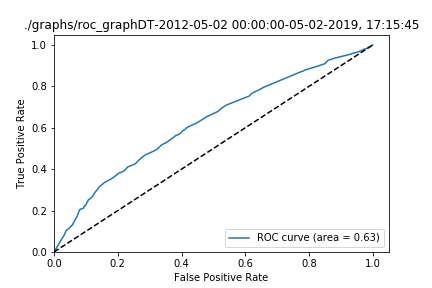 ./graphs/roc_graphDT-2012-05-02 00:00:00-05-02-2019, 17:15:45
1.0
0.8
0.6
0.4
0.2
0.0
True Positive Rate
ROC curve (area = 0.63)
0.0 0.2 0.4 0.6 0.8 1.0
False Positive Rate